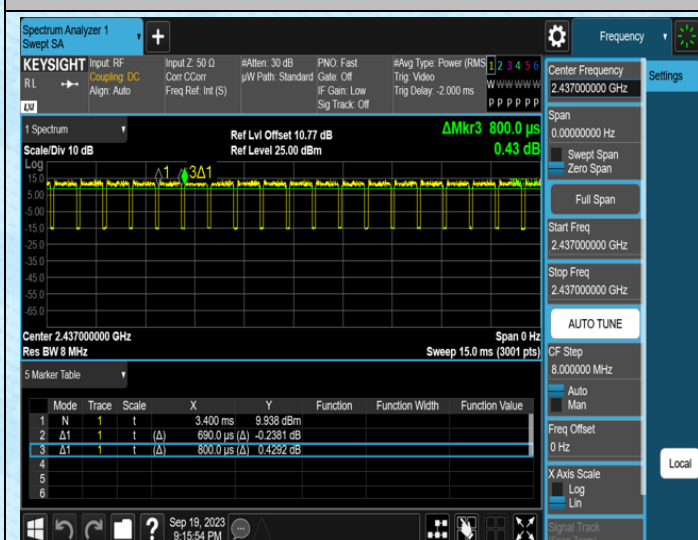 Spectrum Analyzer 1
Swept SA
+
Frequency
KEYSIGHT Input: RF Input Z: 50 Ω #Atten: 30 dB PNO: Fast #Avg Type: Power (RMS 1 2 3 4 5 6
RL Coupling: DC Corr CCorr µW Path: Standard Gate: Off Trig: Video W W W W W W
Align: Auto Freq Ref: Int (S) IF Gain: Low Trig Delay: -2.000 ms
Sig Track: Off P P P P P P
LXI
1 Spectrum
Scale/Div 10 dB
Ref Lvl Offset 10.77 dB
Ref Level 25.00 dBm
ΔMkr3 800.0 µs
0.43 dB
Log
1 3Δ1
15.0
5.00
-5.00
-15.0
-25.0
-35.0
-45.0
-55.0
-65.0
Center 2.437000000 GHz Span 0 Hz
Res BW 8 MHz Sweep 15.0 ms (3001 pts)
5 Marker Table
Mode Trace Scale X Y Function Function Width Function Value
1 N 1 t 3.400 ms 9.938 dBm
2 Δ1 1 t (Δ) 690.0 µs (Δ) -0.2381 dB
3 Δ1 1 t (Δ) 800.0 µs (Δ) 0.4292 dB
4
5
6
Sep 19, 2023
9:15:54 PM
Center Frequency
2.437000000 GHz
Settings
Span
0.00000000 Hz
Swept Span
Zero Span
Full Span
Start Freq
2.437000000 GHz
Stop Freq
2.437000000 GHz
AUTO TUNE
CF Step
8.000000 MHz
Auto
Man
Freq Offset
0 Hz
Local
X Axis Scale
Log
Lin
Signal Track